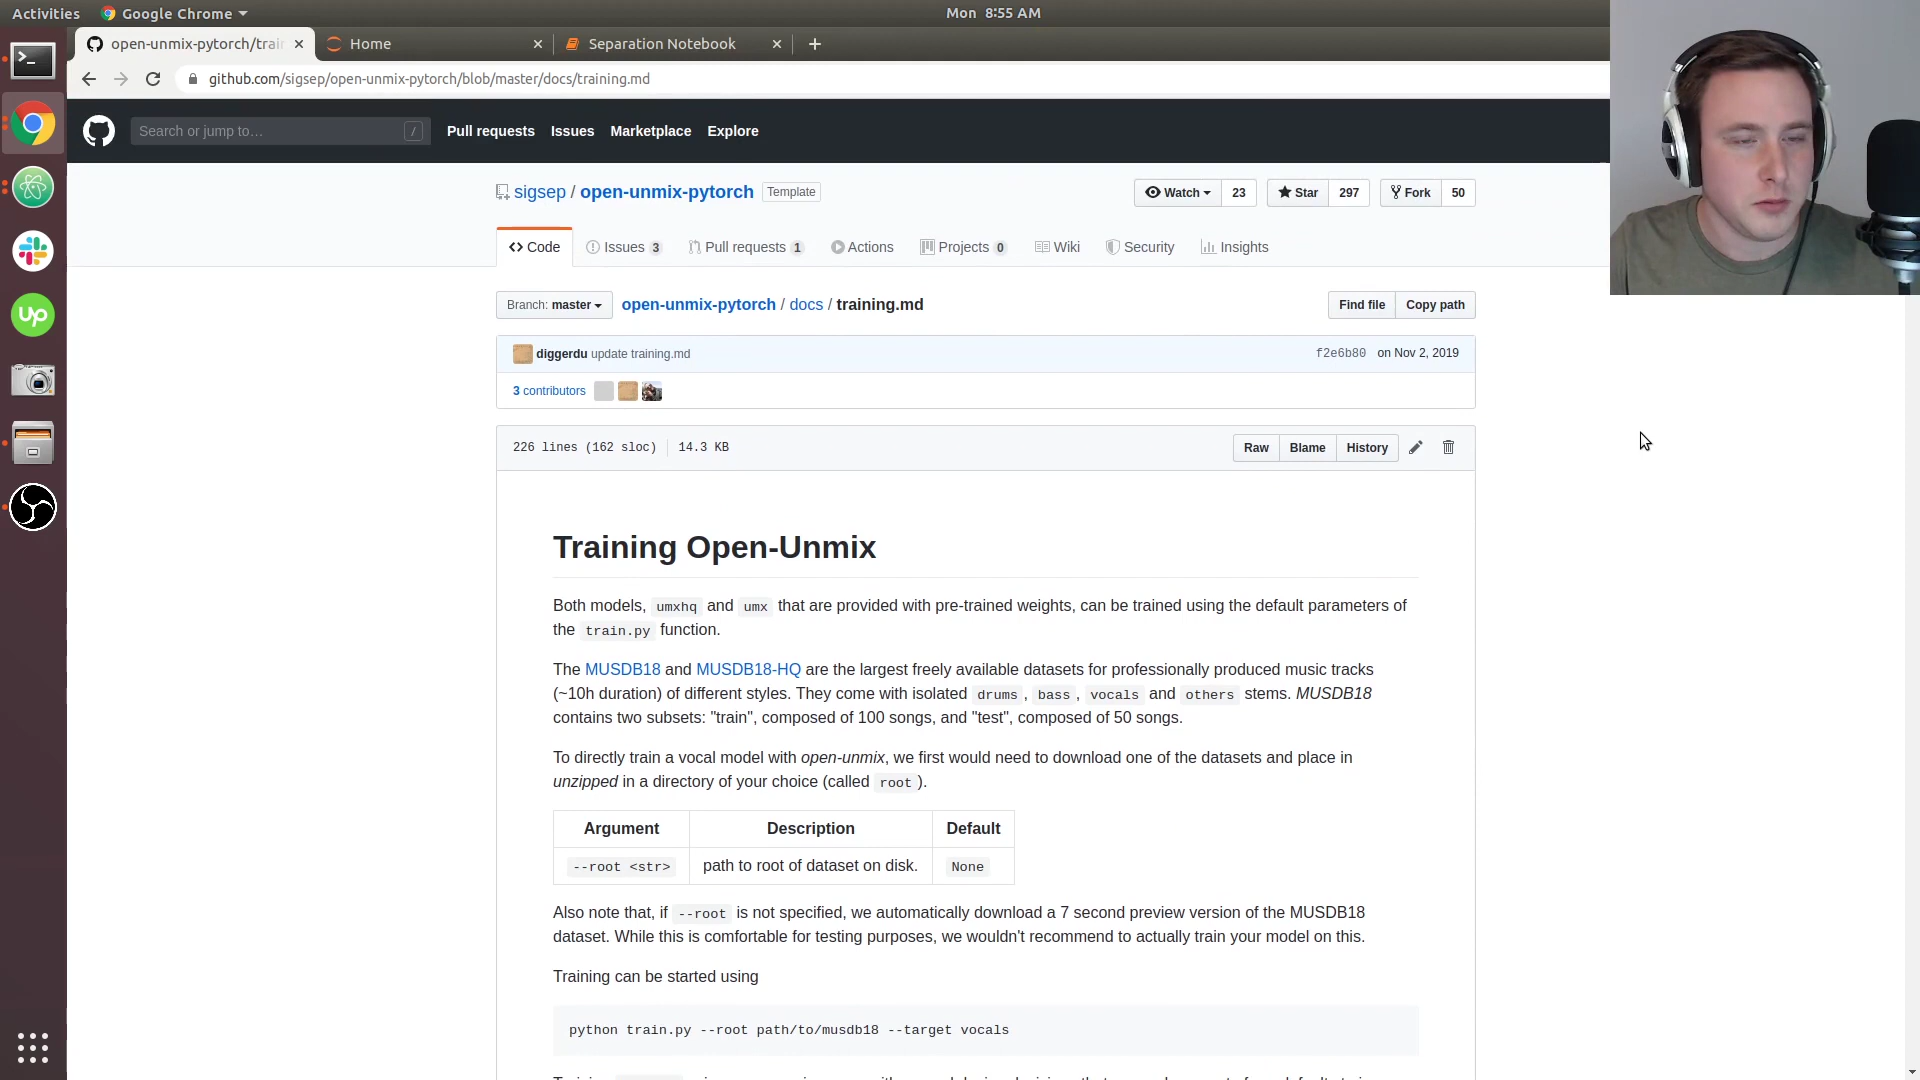 Activities Google Chrome Mon 8:55 AM
open-unmix-pytorch/trai Home Separation Notebook
github.com/sigsep/open-unmix-pytorch/blob/master/docs/training.md
Search or jump to… / Pull requests Issues Marketplace Explore
sigsep / open-unmix-pytorch Template Watch 23 Star 297 Fork 50
Code Issues 3 Pull requests 1 Actions Projects 0 Wiki Security Insights
Branch: master open-unmix-pytorch / docs / training.md Find file Copy path
diggerdu update training.md f2e6b80 on Nov 2, 2019
3 contributors
226 lines (162 sloc) 14.3 KB Raw Blame History
Training Open-Unmix
Both models, umxhq and umx that are provided with pre-trained weights, can be trained using the default parameters of
the train.py function.
The MUSDB18 and MUSDB18-HQ are the largest freely available datasets for professionally produced music tracks
(~10h duration) of different styles. They come with isolated drums, bass, vocals and others stems. MUSDB18
contains two subsets: "train", composed of 100 songs, and "test", composed of 50 songs.
To directly train a vocal model with open-unmix, we first would need to download one of the datasets and place in
unzipped in a directory of your choice (called root).
Argument Description Default
--root <str> path to root of dataset on disk. None
Also note that, if --root is not specified, we automatically download a 7 second preview version of the MUSDB18
dataset. While this is comfortable for testing purposes, we wouldn't recommend to actually train your model on this.
Training can be started using
python train.py --root path/to/musdb18 --target vocals
up